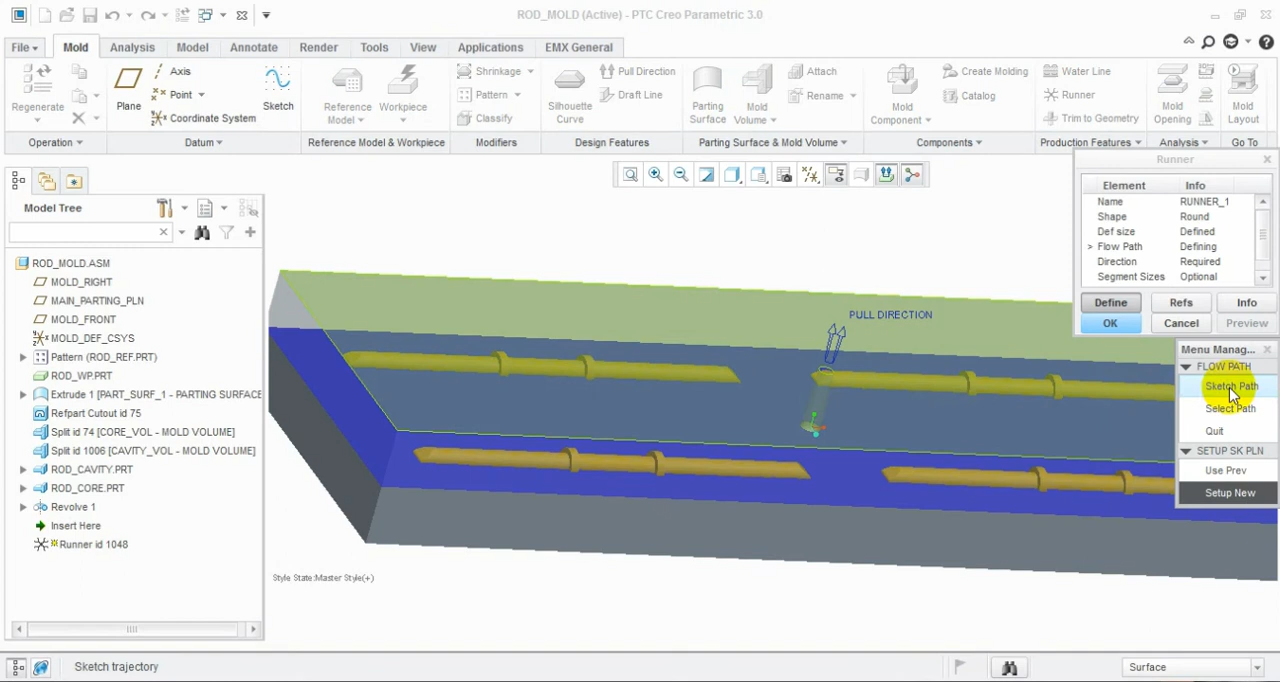 ROD_MOLD (Active) - PTC Creo Parametric 3.0
File Mold Analysis Model Annotate Render Tools View Applications EMX General
Regenerate
Plane
Axis
Point
Coordinate System
Sketch
Reference Model
Workpiece
Shrinkage
Pattern
Classify
Silhouette Curve
Pull Direction
Draft Line
Parting Surface
Mold Volume
Attach
Rename
Mold Component
Create Molding
Catalog
Water Line
Runner
Trim to Geometry
Mold Opening
Mold Layout
Operation Datum Reference Model & Workpiece Modifiers Design Features Parting Surface & Mold Volume Components Production Features Analysis Go To
Model Tree
ROD_MOLD.ASM
MOLD_RIGHT
MAIN_PARTING_PLN
MOLD_FRONT
MOLD_DEF_CSYS
Pattern (ROD_REF.PRT)
ROD_WP.PRT
Extrude 1 [PART_SURF_1 - PARTING SURFACE
Refpart Cutout id 75
Split id 74 [CORE_VOL - MOLD VOLUME]
Split id 1006 [CAVITY_VOL - MOLD VOLUME]
ROD_CAVITY.PRT
ROD_CORE.PRT
Revolve 1
Insert Here
Runner id 1048
PULL DIRECTION
Style State:Master Style(+)
Runner
Element Info
Name RUNNER_1
Shape Round
Def size Defined
> Flow Path Defining
Direction Required
Segment Sizes Optional
Define Refs Info
OK Cancel Preview
Menu Manag...
FLOW PATH
Sketch Path
Select Path
Quit
SETUP SK PLN
Use Prev
Setup New
Sketch trajectory
Surface